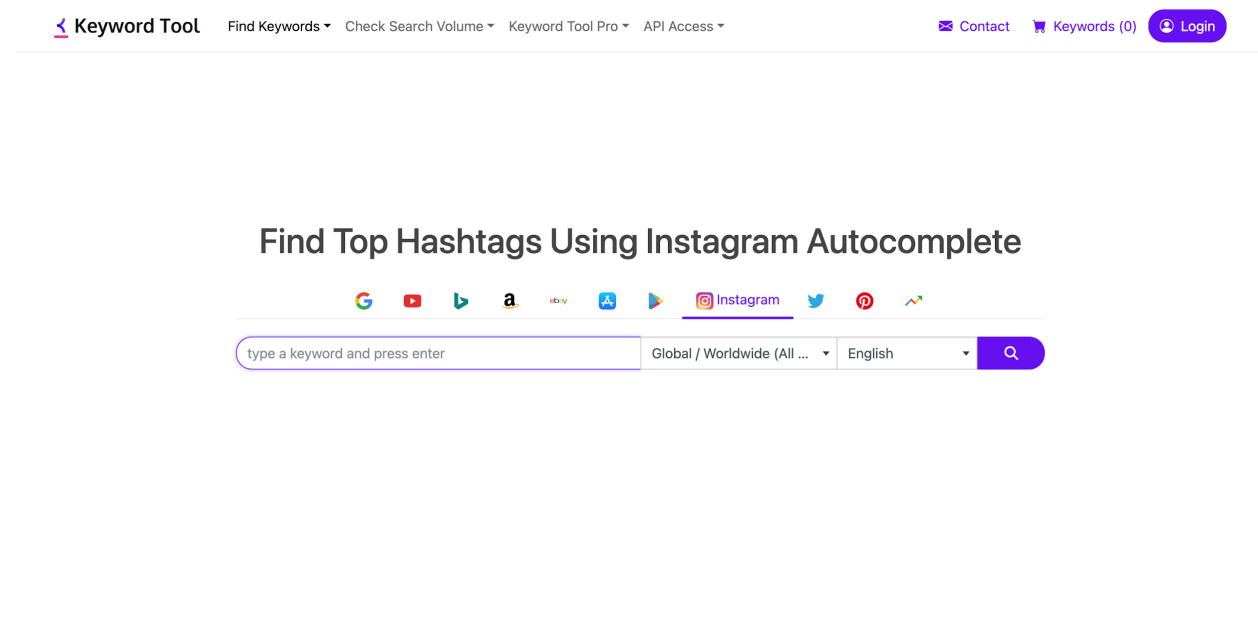 Keyword Tool Find Keywords Check Search Volume Keyword Tool Pro API Access Contact Keywords (0) Login
Find Top Hashtags Using Instagram Autocomplete
a ebay Instagram
type a keyword and press enter Global / Worldwide (All ... English